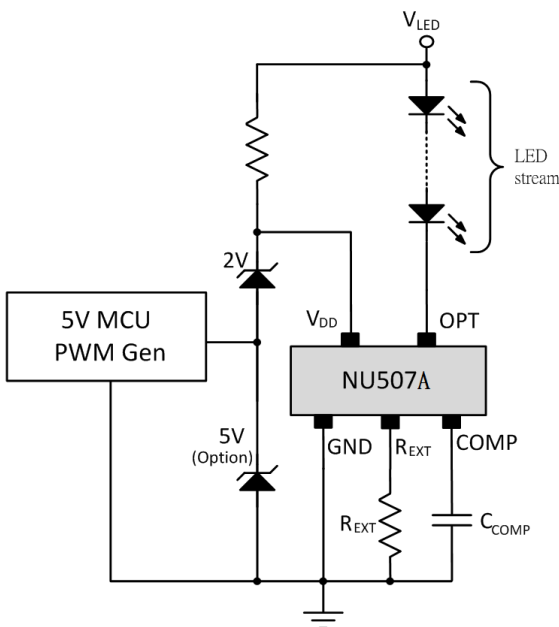 VLED
LED
stream
2V
5V MCU
PWM Gen
VDD
OPT
NU507A
5V
(Option)
GND
REXT
COMP
REXT
CCOMP